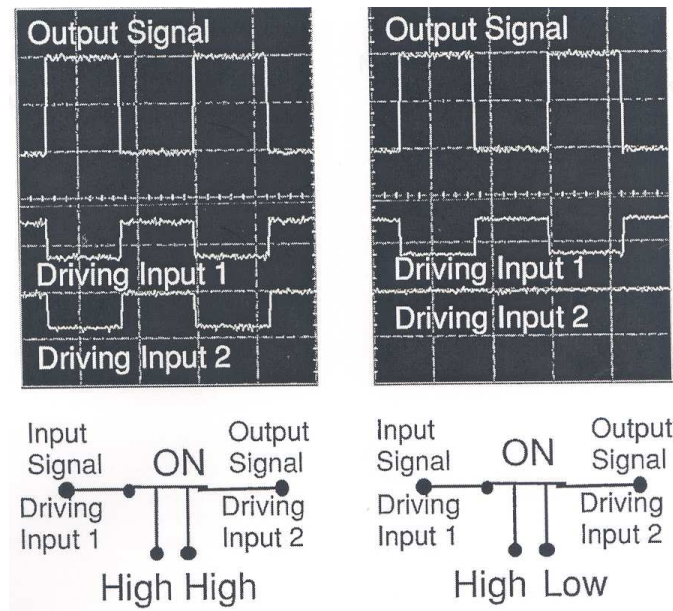 Output Signal
Driving Input 1
Driving Input 2
Output Signal
Driving Input 1
Driving Input 2
Input
Signal
ON
Output
Signal
Driving
Input 1
Driving
Input 2
High High
Input
Signal
ON
Output
Signal
Driving
Input 1
Driving
Input 2
High Low